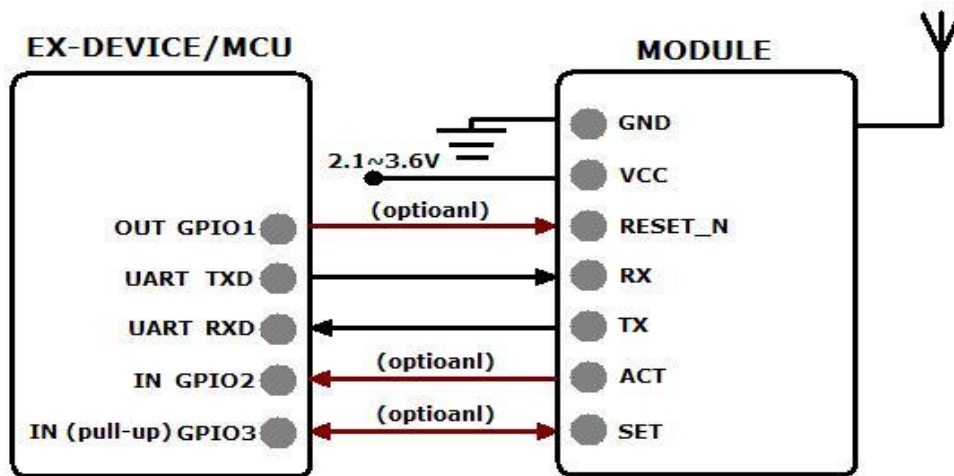 EX-DEVICE/MCU
MODULE
GND
2.1~3.6V
VCC
(optioanl)
OUT GPIO1
RESET_N
UART TXD
RX
UART RXD
TX
(optioanl)
IN GPIO2
ACT
(optioanl)
IN (pull-up) GPIO3
SET